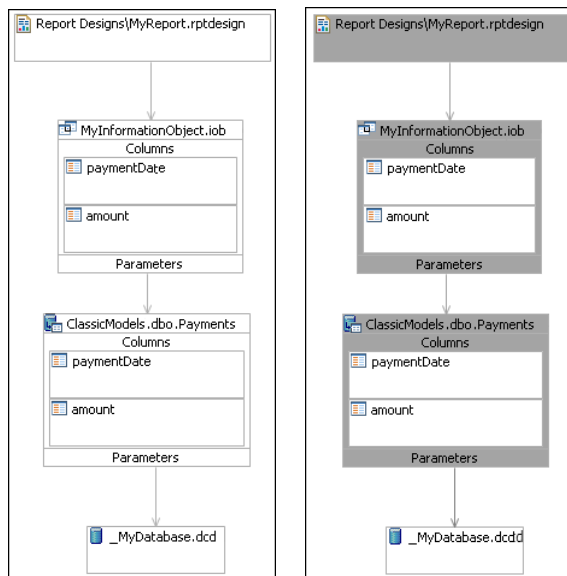 Report Designs\MyReport.rptdesign
MyInformationObject.iob
Columns
paymentDate
amount
Parameters
ClassicModels.dbo.Payments
Columns
paymentDate
amount
Parameters
_MyDatabase.dcd
Report Designs\MyReport.rptdesign
MyInformationObject.iob
Columns
paymentDate
amount
Parameters
ClassicModels.dbo.Payments
Columns
paymentDate
amount
Parameters
_MyDatabase.dcdd